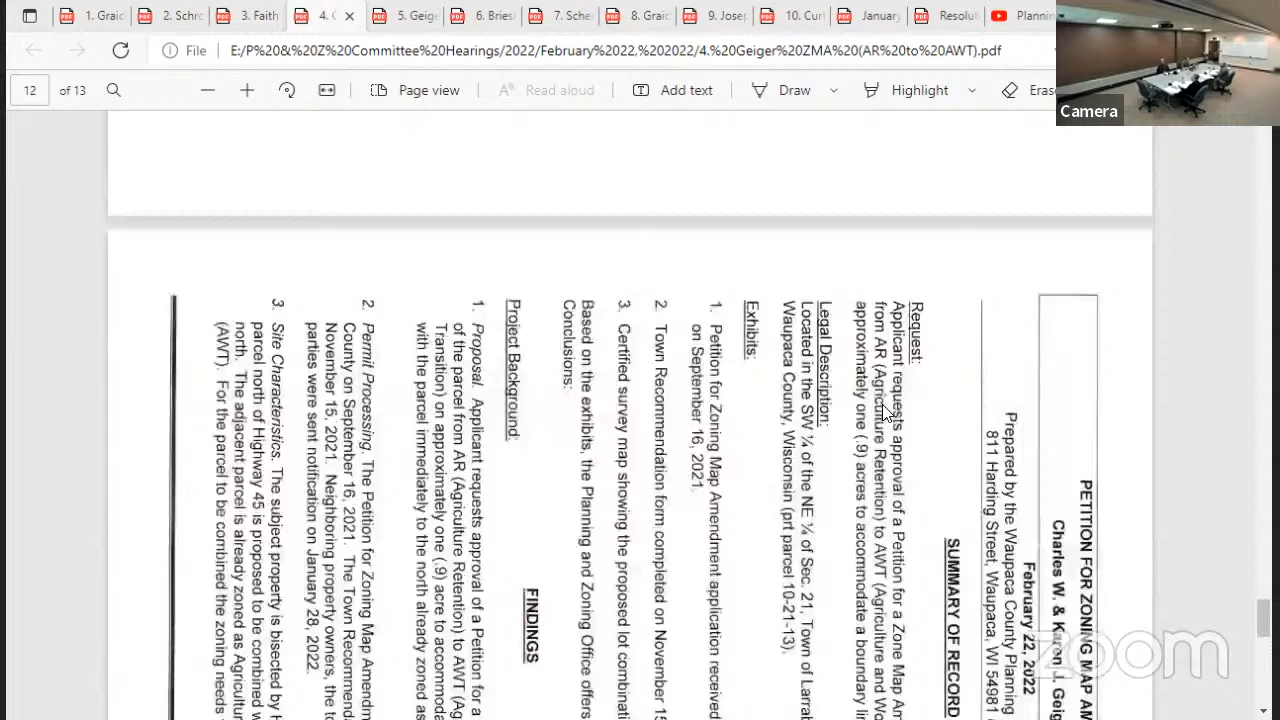 1. Graic
2. Schro
3. Faith
4. G
5. Geige
6. Bries
7. Sche
8. Graic
9. Josep
10. Curt
January
Resolut
Plannin
File
E:/P%20&%20Z%20Committee%20Hearings/2022/February%2022,%202022/4.%20Geiger%20ZMA%20(AR%20to%20AWT).pdf
12 of 13
Page view
Read aloud
Add text
Draw
Highlight
Eras
Camera
PETITION FOR ZONING MAP AM
Charles W. & Karen J. Geig
February 22, 2022
Prepared by the Waupaca County Planning
811 Harding Street, Waupaca, WI 54981
SUMMARY OF RECORD
Request:
Applicant requests approval of a Petition for a Zone Map Am
from AR (Agriculture Retention) to AWT (Agriculture and Wo
approximately one (.9) acres to accommodate a boundary li
Legal Description:
Located in the SW ¼ of the NE ¼ of Sec. 21, Town of Larrab
Waupaca County, Wisconsin (prt parcel 10-21-13).
Exhibits:
1. Petition for Zoning Map Amendment application received
on September 16, 2021.
2. Town Recommendation form completed on November 15
3. Certified survey map showing the proposed lot combinati
Based on the exhibits, the Planning and Zoning Office offers
Conclusions:
FINDINGS
Project Background:
1. Proposal. Applicant requests approval of a Petition for a
of the parcel from AR (Agriculture Retention) to AWT (Ag
Transition) on approximately one (.9) acre to accommoda
with the parcel immediately to the north already zoned as
2. Permit Processing. The Petition for Zoning Map Amendm
County on September 16, 2021. The Town Recommend
November 15, 2021. Neighboring property owners, the to
parties were sent notification on January 28, 2022.
3. Site Characteristics. The subject property is bisected by H
parcel north of Highway 45 is proposed to be combined w
north. The adjacent parcel is already zoned as Agricultur
(AWT). For the parcel to be combined the zoning needs
zoom